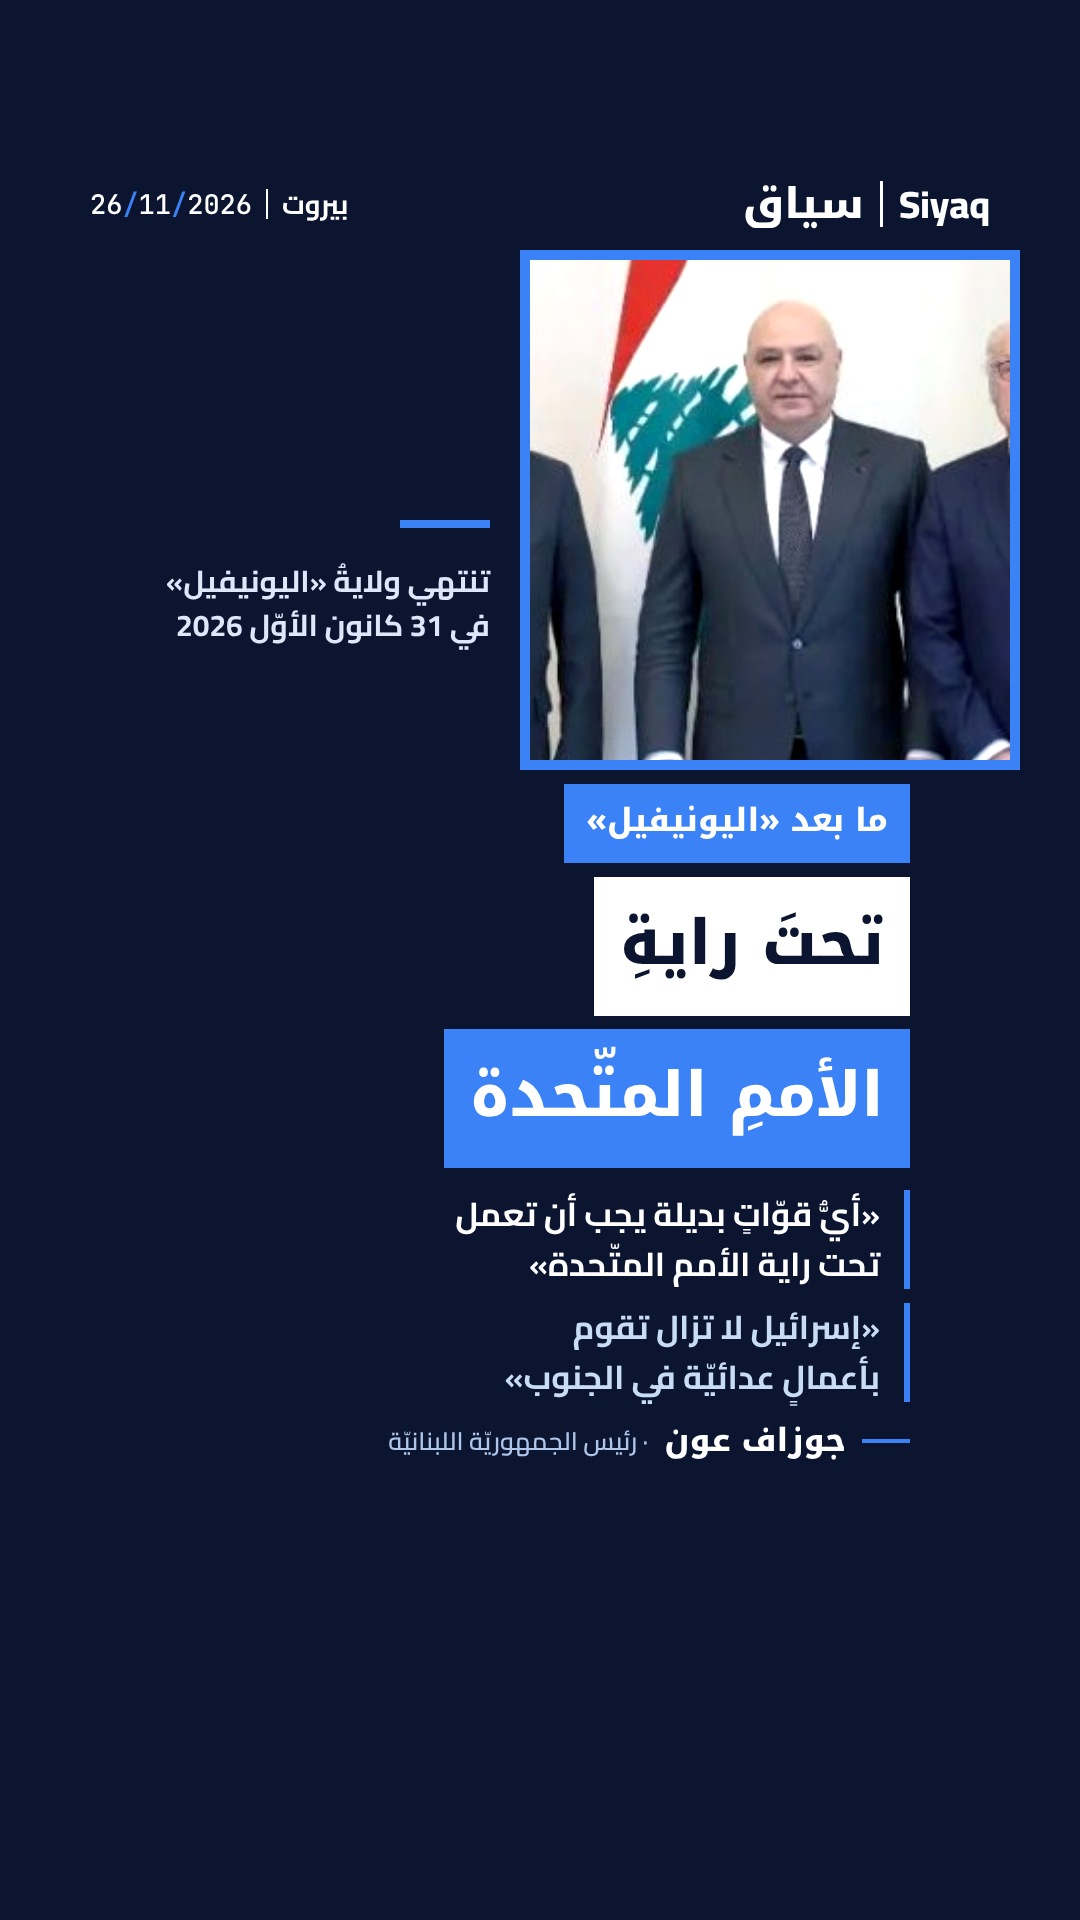 سياق | Siyaq
بيروت | 26/11/2026
تنتهي ولايةُ «اليونيفيل»
في 31 كانون الأوّل 2026
ما بعد «اليونيفيل»
تحتَ رايةِ
الأممِ المتّحدة
«أيُّ قوّاتٍ بديلة يجب أن تعمل
تحت راية الأمم المتّحدة»
«إسرائيل لا تزال تقوم
بأعمالٍ عدائيّة في الجنوب»
جوزاف عون · رئيس الجمهوريّة اللبنانيّة